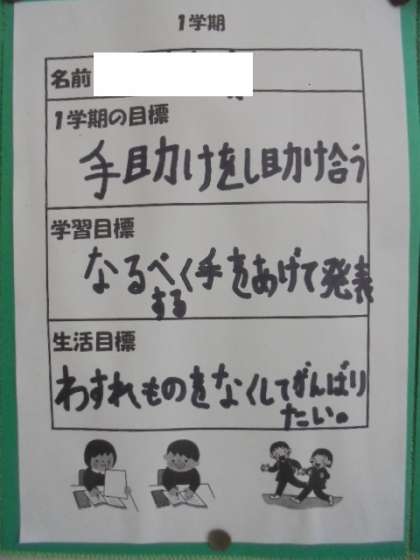 1学期
名前
1学期の目標
手助けをし助け合う
学習目標
なるべく手をあげて発表
する
生活目標
わすれものをなくしてがんばり
たい。